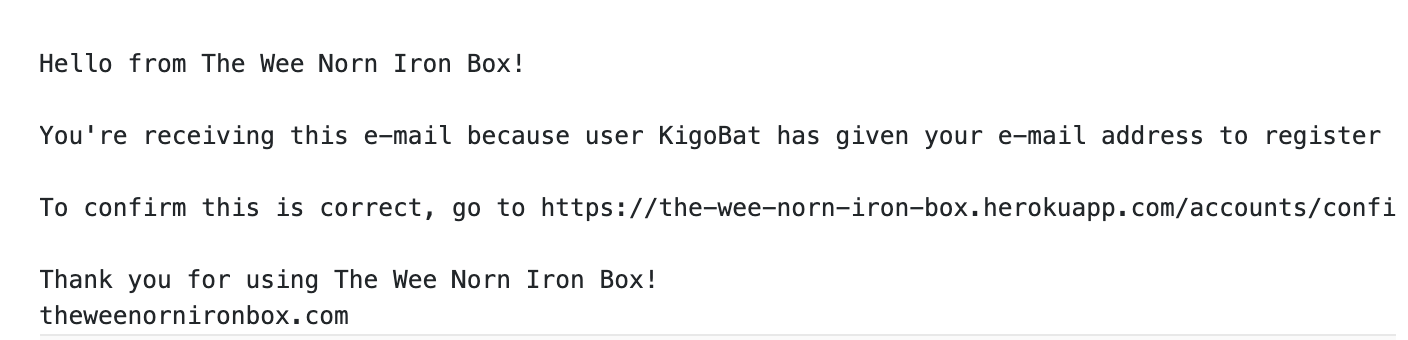 Hello from The Wee Norn Iron Box!
You're receiving this e-mail because user KigoBat has given your e-mail address to register
To confirm this is correct, go to https://the-wee-norn-iron-box.herokuapp.com/accounts/confi
Thank you for using The Wee Norn Iron Box!
theweenornironbox.com